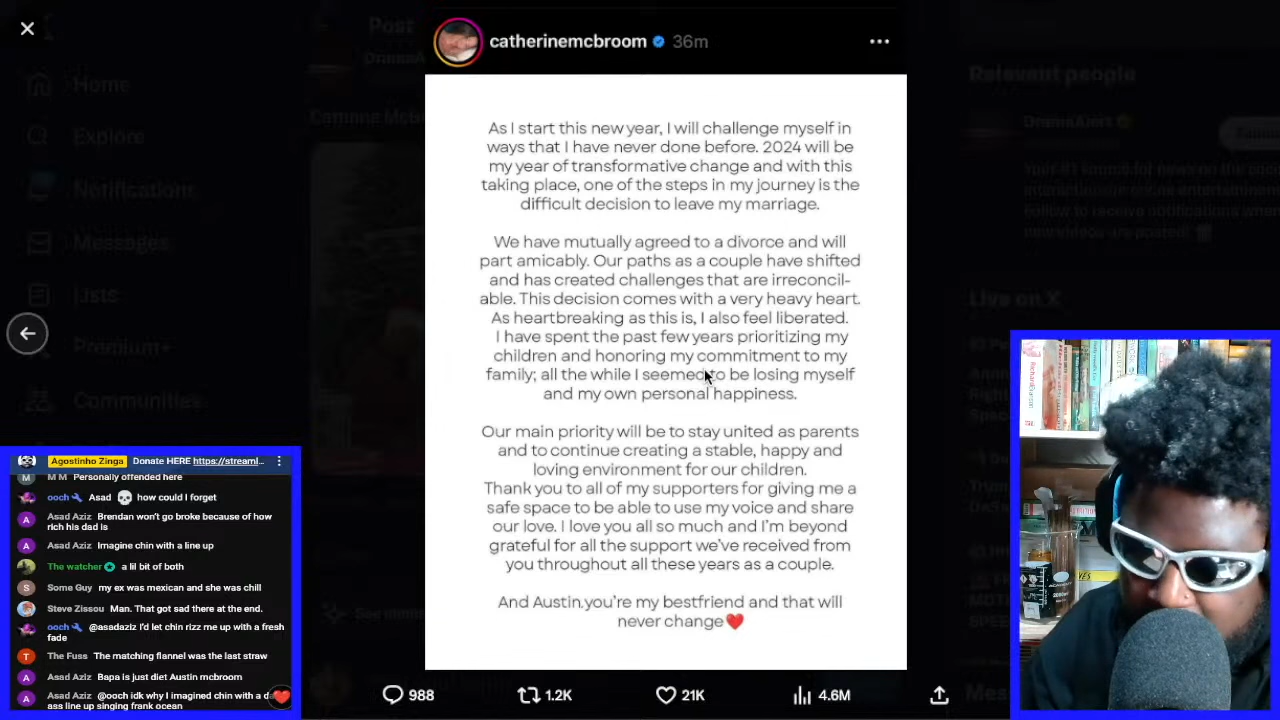 catherinemcbroom 36m
As I start this new year, I will challenge myself in
ways that I have never done before. 2024 will be
my year of transformative change and with this
taking place, one of the steps in my journey is the
difficult decision to leave my marriage.
We have mutually agreed to a divorce and will
part amicably. Our paths as a couple have shifted
and has created challenges that are irreconcil-
able. This decision comes with a very heavy heart.
As heartbreaking as this is, I also feel liberated.
I have spent the past few years prioritizing my
children and honoring my commitment to my
family; all the while I seemed to be losing myself
and my own personal happiness.
Our main priority will be to stay united as parents
and to continue creating a stable, happy and
loving environment for our children.
Thank you to all of my supporters for giving me a
safe space to be able to use my voice and share
our love. I love you all so much and I'm beyond
grateful for all the support we've received from
you throughout all these years as a couple.
And Austin.you're my bestfriend and that will
never change❤️
988 1.2K 21K 4.6M
Post
Home
Explore
Notifications
Messages
Lists
Premium+
Communities
Relevant people
DramaAlert
Live on X
Agostinho Zinga Donate HERE https://streaml...
M M Personally offended here
ooch Asad 💀 how could I forget
Asad Aziz Brendan won't go broke because of how
rich his dad is
Asad Aziz Imagine chin with a line up
The watcher a lil bit of both
Some Guy my ex was mexican and she was chill
Steve Zissou Man. That got sad there at the end.
ooch @asadaziz I'd let chin rizz me up with a fresh
fade
The Fuss The matching flannel was the last straw
Asad Aziz Bapa is just diet Austin mcbroom
Asad Aziz @ooch idk why I imagined chin with a
ass line up singing frank ocean